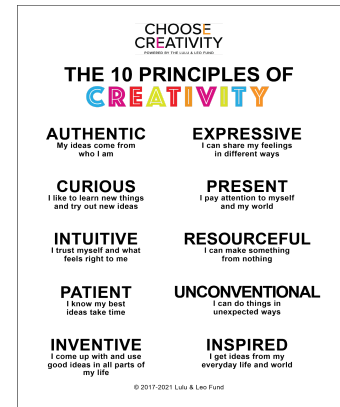 CHOOSE
CREATIVITY
POWERED BY THE LULU & LEO FUND
THE 10 PRINCIPLES OF
CREATIVITY
AUTHENTIC
My ideas come from
who I am
EXPRESSIVE
I can share my feelings
in different ways
CURIOUS
I like to learn new things
and try out new ideas
PRESENT
I pay attention to myself
and my world
INTUITIVE
I trust myself and what
feels right to me
RESOURCEFUL
I can make something
from nothing
PATIENT
I know my best
ideas take time
UNCONVENTIONAL
I can do things in
unexpected ways
INVENTIVE
I come up with and use
good ideas in all parts of
my life
INSPIRED
I get ideas from my
everyday life and world
© 2017-2021 Lulu & Leo Fund